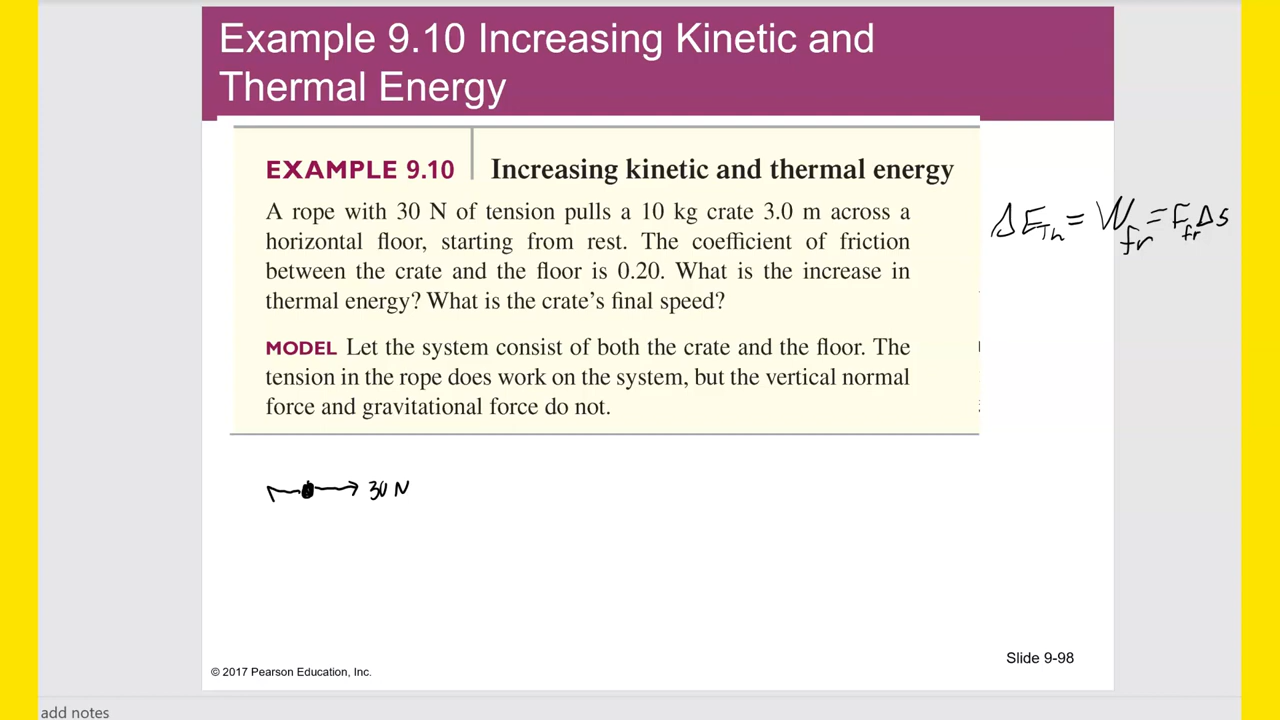 Example 9.10 Increasing Kinetic and
Thermal Energy
EXAMPLE 9.10 Increasing kinetic and thermal energy
A rope with 30 N of tension pulls a 10 kg crate 3.0 m across a
horizontal floor, starting from rest. The coefficient of friction
between the crate and the floor is 0.20. What is the increase in
thermal energy? What is the crate's final speed?
MODEL Let the system consist of both the crate and the floor. The
tension in the rope does work on the system, but the vertical normal
force and gravitational force do not.
ΔE_Th = W_fr = F_fr Δs
30 N
Slide 9-98
© 2017 Pearson Education, Inc.
add notes